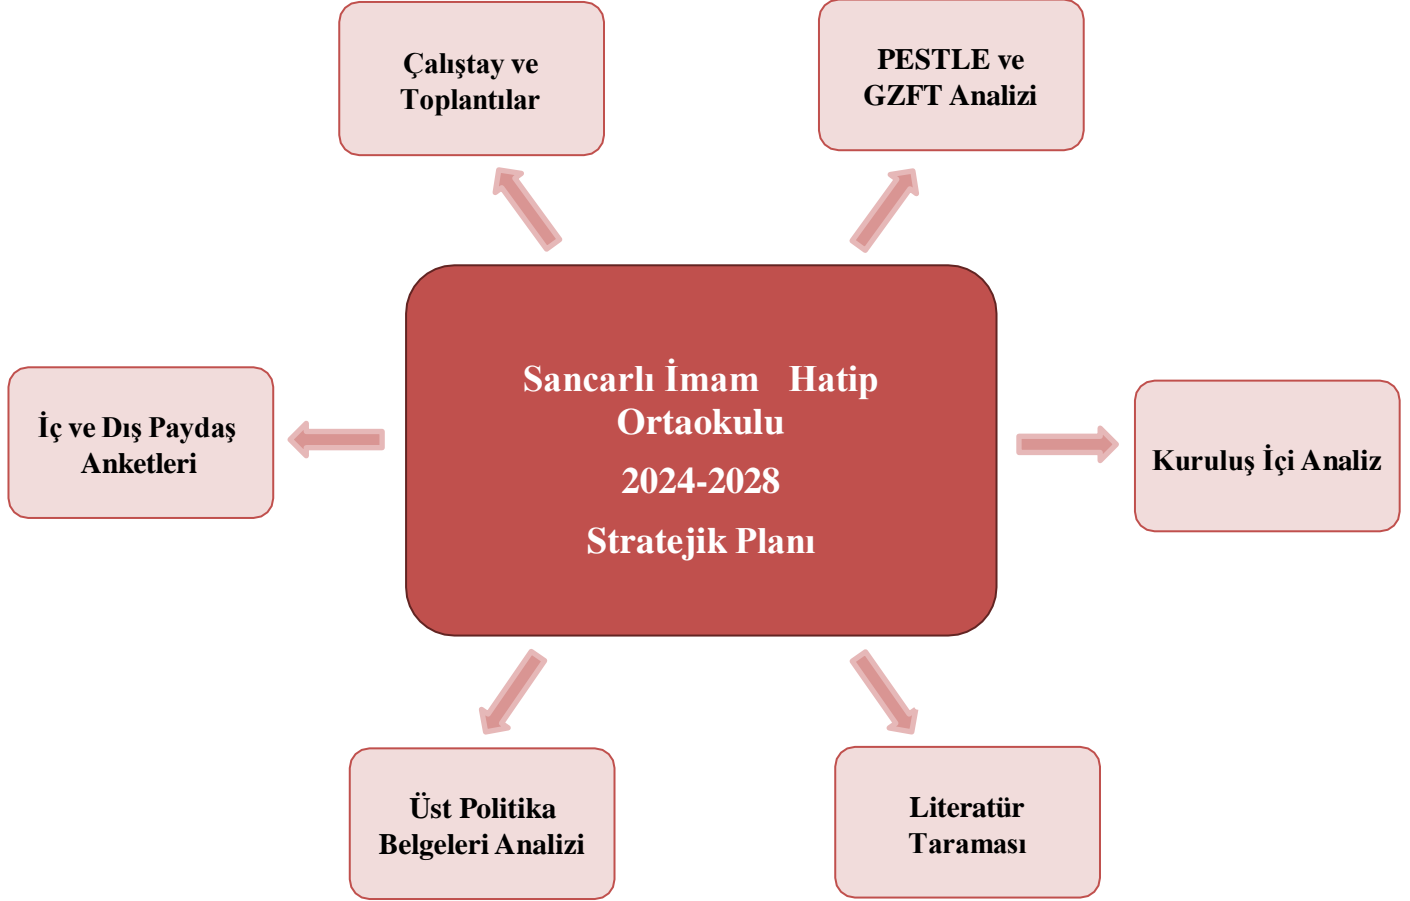 Çalıştay ve
Toplantılar
PESTLE ve
GZFT Analizi
İç ve Dış Paydaş
Anketleri
Sancarlı İmam Hatip
Ortaokulu
2024-2028
Stratejik Planı
Kuruluş İçi Analiz
Üst Politika
Belgeleri Analizi
Literatür
Taraması